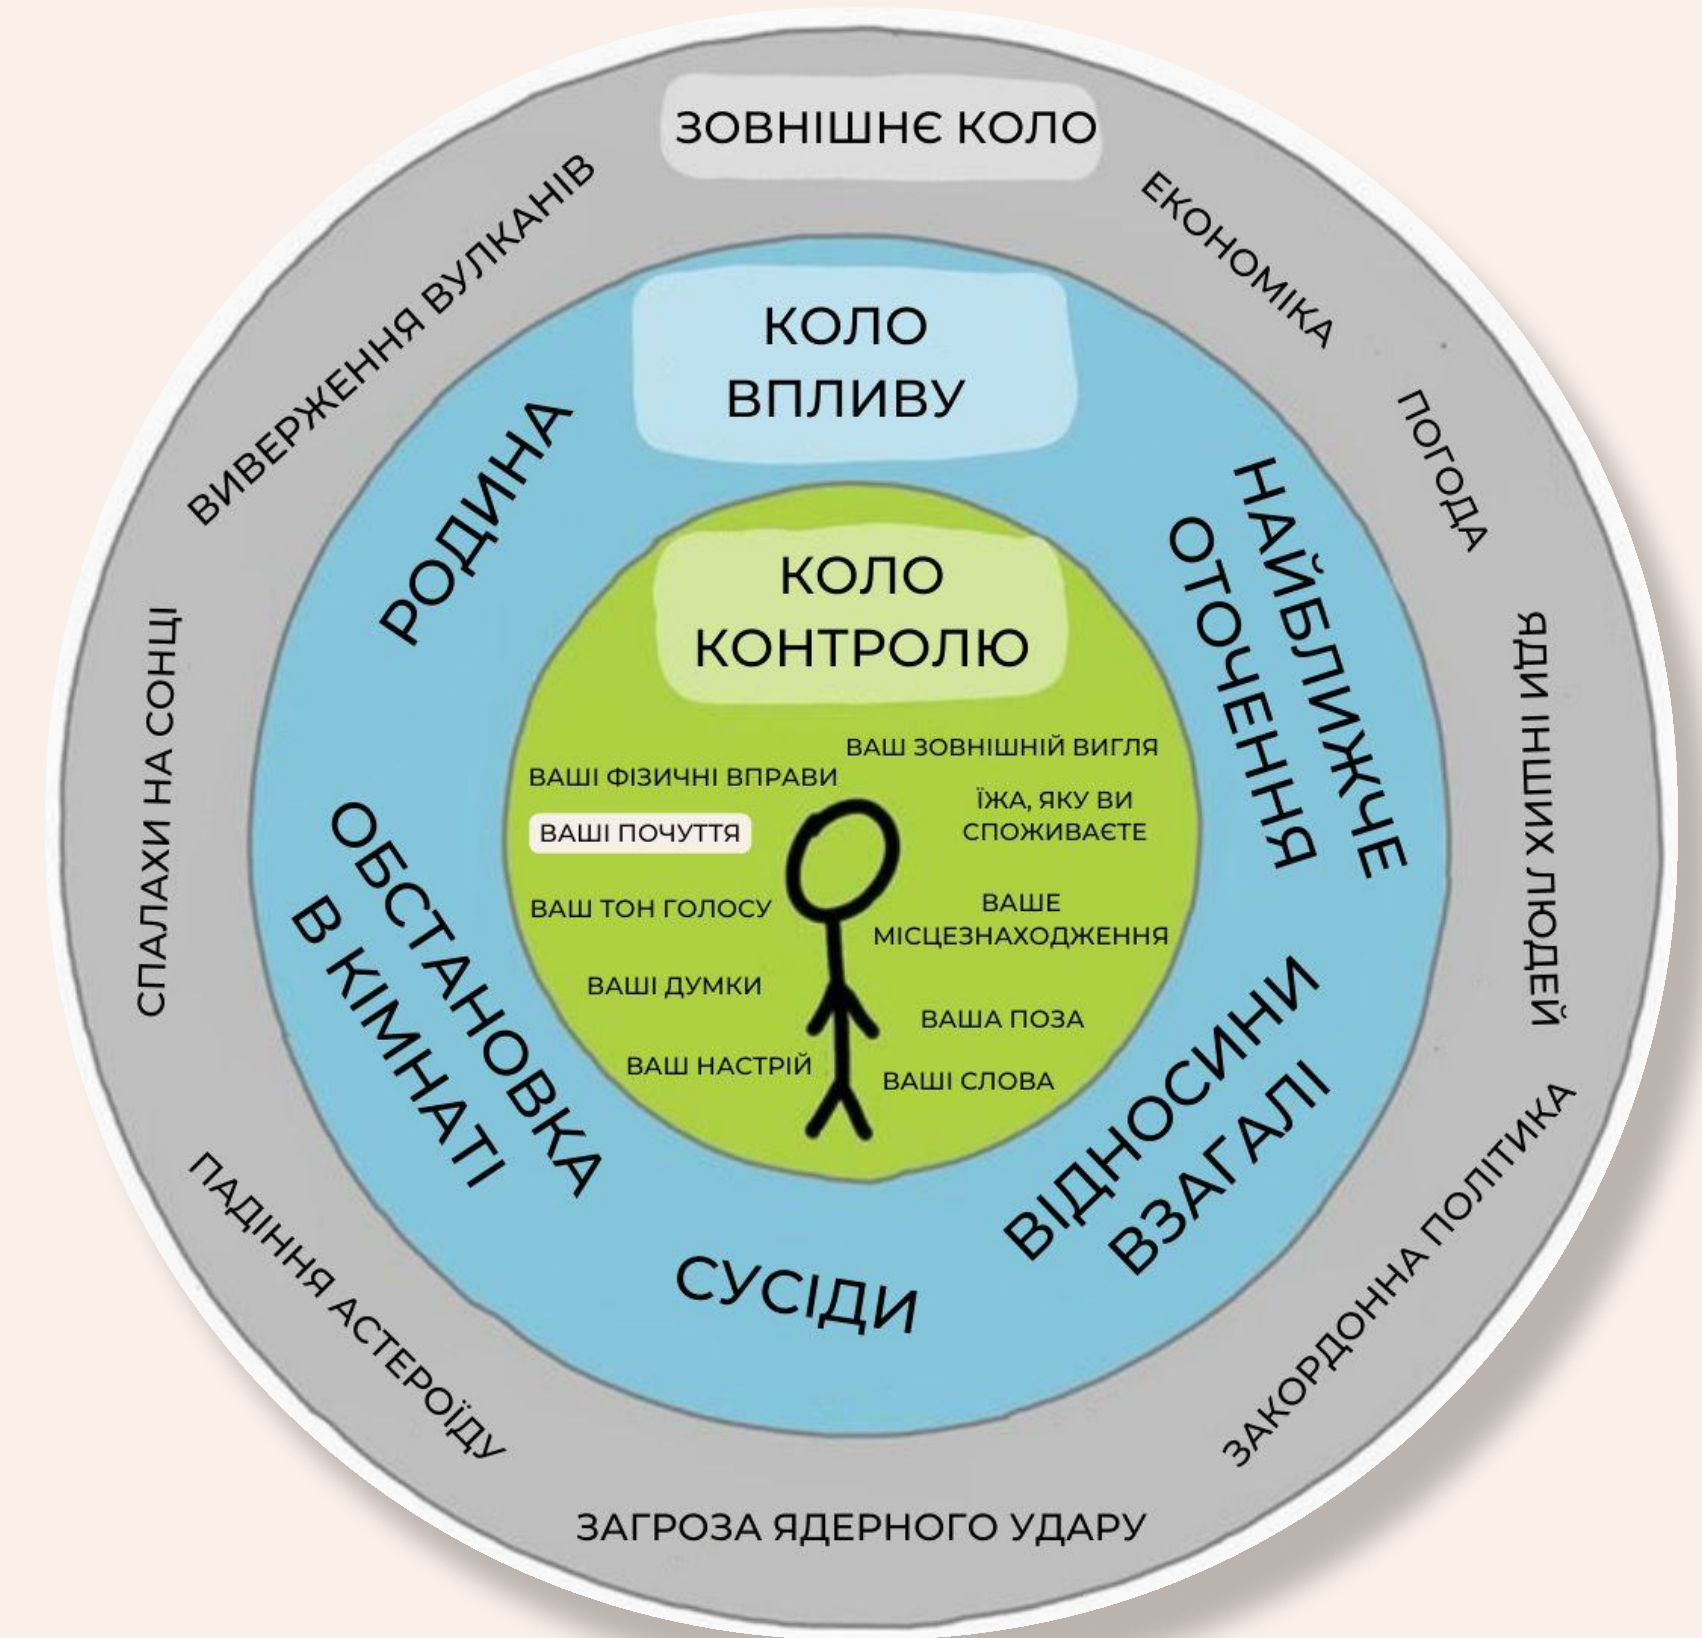 ЗОВНІШНЄ КОЛО
ВИВЕРЖЕННЯ ВУЛКАНІВ
ЕКОНОМІКА
ПОГОДА
ЯДИ ІНШИХ ЛЮДЕЙ
ЗАКОРДОННА ПОЛІТИКА
ЗАГРОЗА ЯДЕРНОГО УДАРУ
ПАДІННЯ АСТЕРОЇДУ
СПАЛАХИ НА СОНЦІ
КОЛО
ВПЛИВУ
РОДИНА
НАЙБЛИЖЧЕ
ОТОЧЕННЯ
ВІДНОСИНИ
ВЗАГАЛІ
СУСІДИ
ОБСТАНОВКА
В КІМНАТІ
КОЛО
КОНТРОЛЮ
ВАШ ЗОВНІШНІЙ ВИГЛЯ
ВАШІ ФІЗИЧНІ ВПРАВИ
ЇЖА, ЯКУ ВИ
СПОЖИВАЄТЕ
ВАШІ ПОЧУТТЯ
ВАШ ТОН ГОЛОСУ
ВАШЕ
МІСЦЕЗНАХОДЖЕННЯ
ВАШІ ДУМКИ
ВАША ПОЗА
ВАШ НАСТРІЙ
ВАШІ СЛОВА